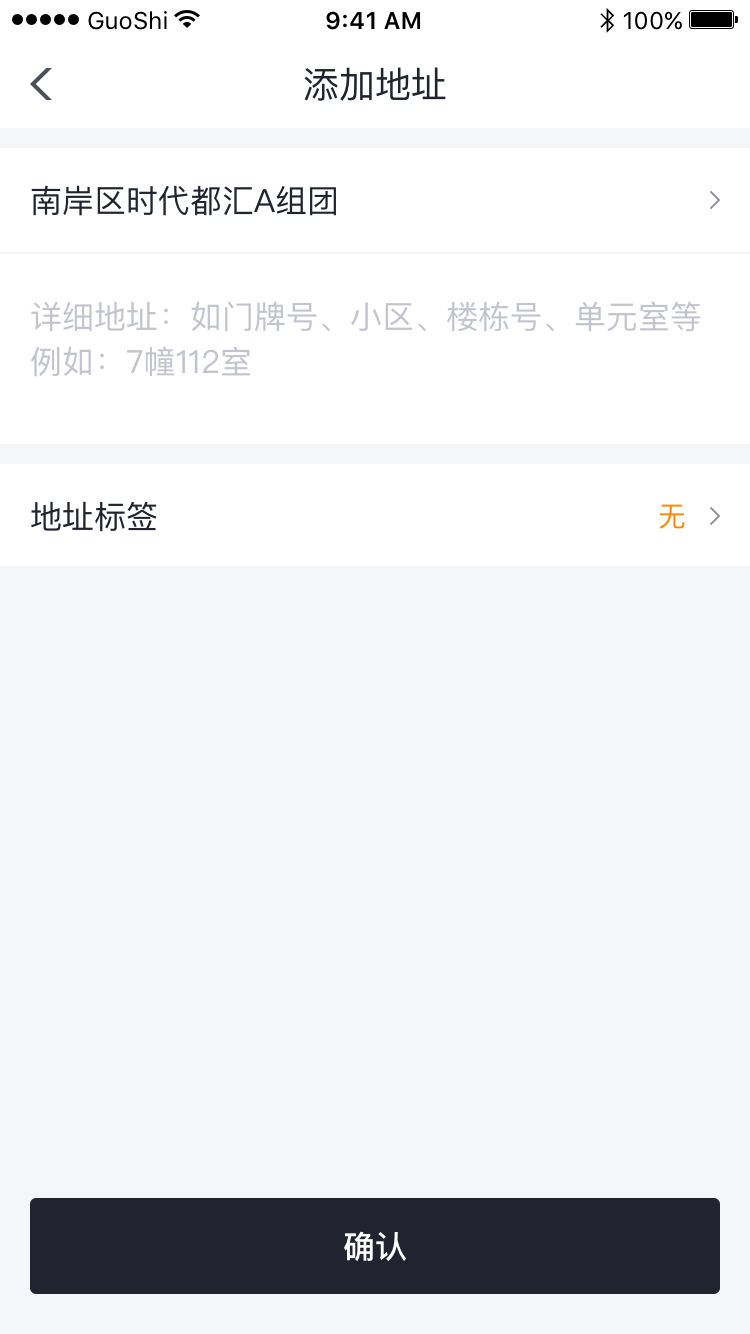 GuoShi 9:41 AM 100%
添加地址
南岸区时代都汇A组团
详细地址：如门牌号、小区、楼栋号、单元室等
例如：7幢112室
地址标签 无
确认